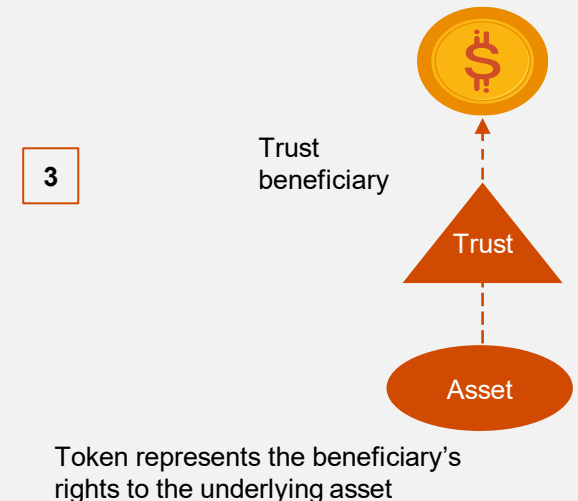 $
Trust
beneficiary
3
Trust
Asset
Token represents the beneficiary’s
rights to the underlying asset